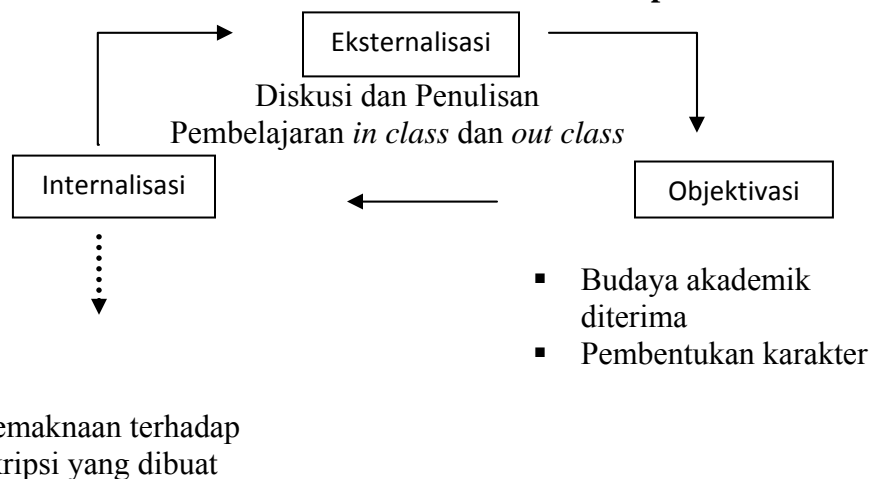 Eksternalisasi
Diskusi dan Penulisan
Pembelajaran in class dan out class
Internalisasi
Objektivasi
▪ Budaya akademik
diterima
▪ Pembentukan karakter
emaknaan terhadap
kripsi yang dibuat